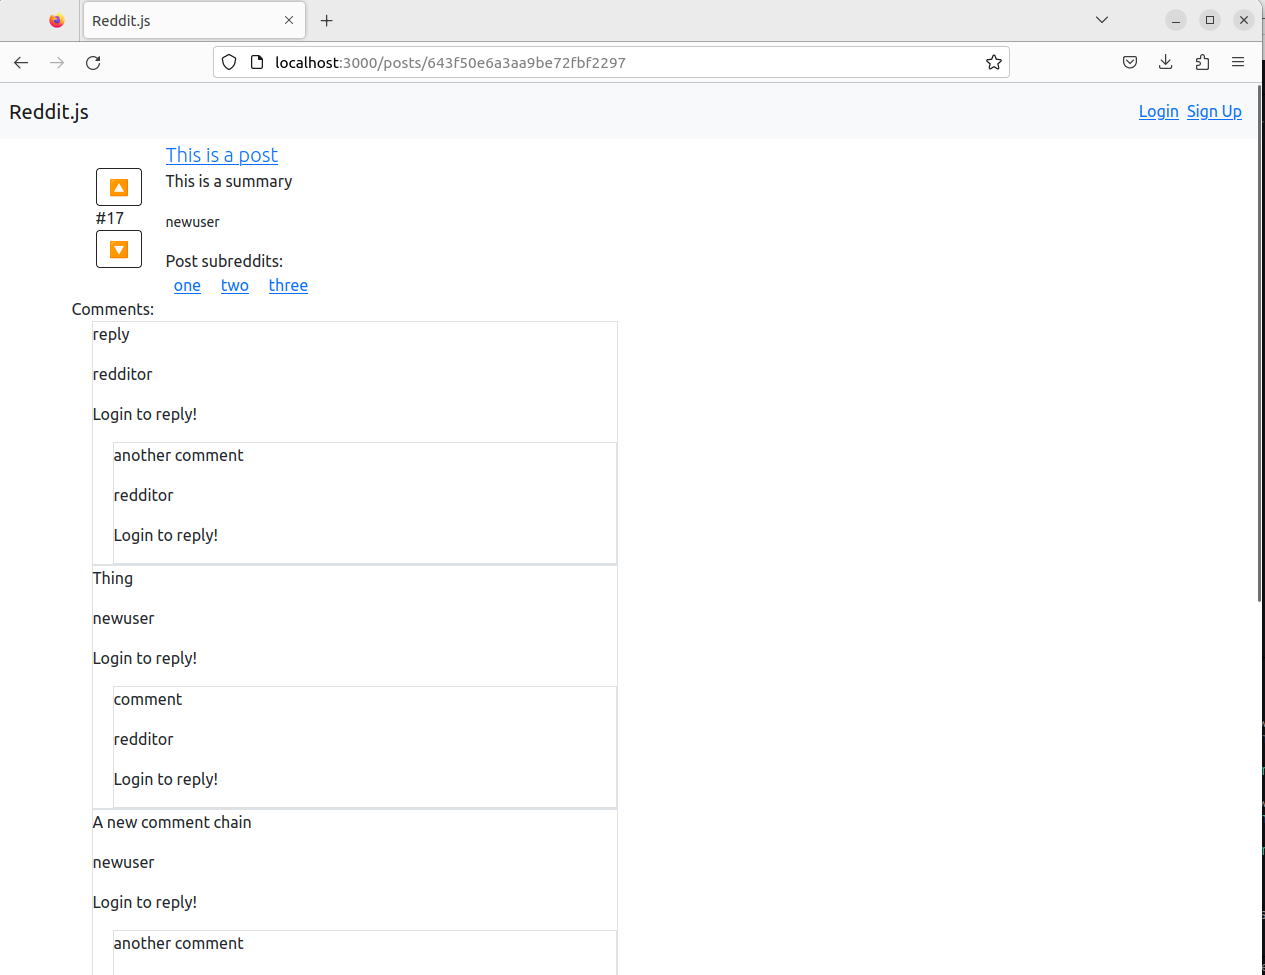 Reddit.js
localhost:3000/posts/643f50e6a3aa9be72fbf2297
Reddit.js
Login Sign Up
This is a post
This is a summary
#17
newuser
Post subreddits:
one two three
Comments:
reply
redditor
Login to reply!
another comment
redditor
Login to reply!
Thing
newuser
Login to reply!
comment
redditor
Login to reply!
A new comment chain
newuser
Login to reply!
another comment